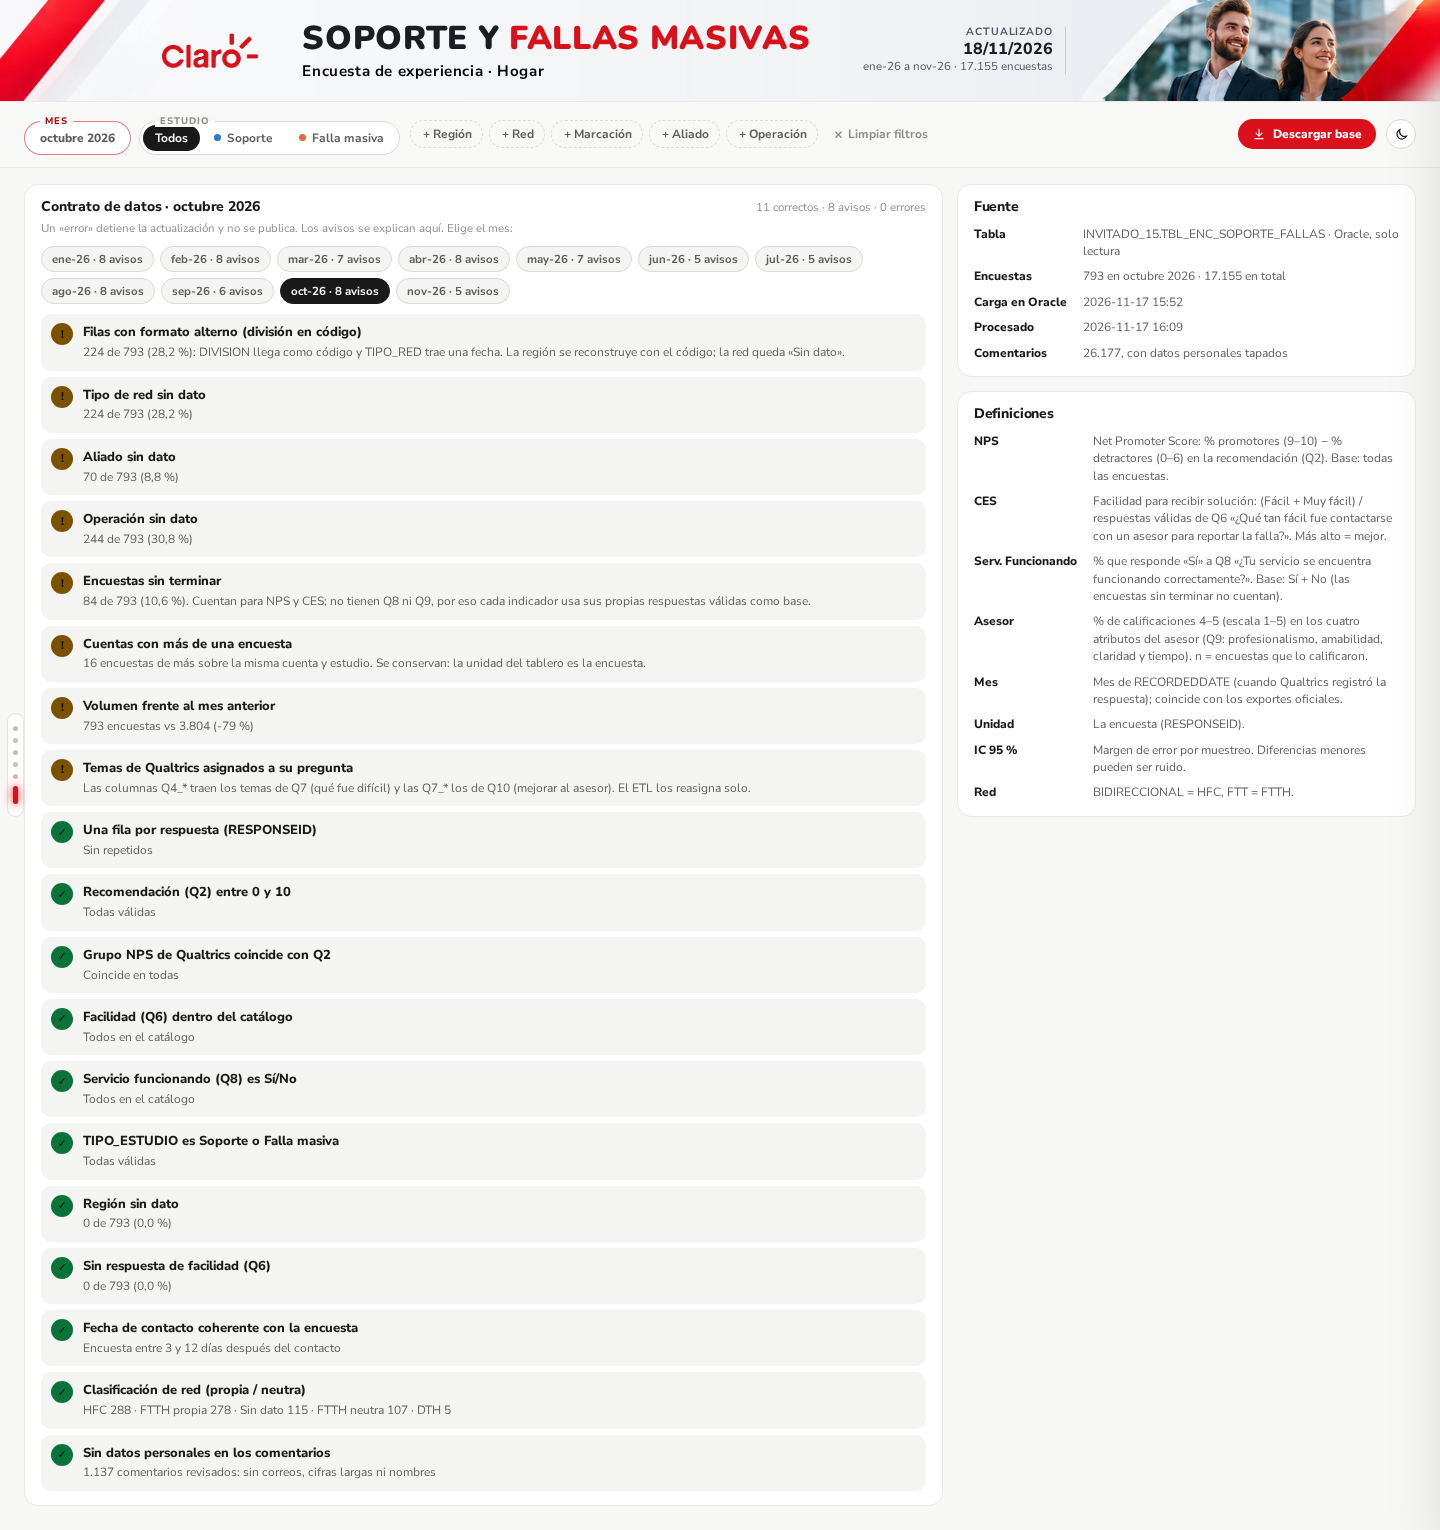 Claro
SOPORTE Y FALLAS MASIVAS
Encuesta de experiencia · Hogar
ACTUALIZADO
18/11/2026
ene-26 a nov-26 · 17.155 encuestas
MES
octubre 2026
ESTUDIO
Todos
Soporte
Falla masiva
+ Región
+ Red
+ Marcación
+ Aliado
+ Operación
× Limpiar filtros
Descargar base
Contrato de datos · octubre 2026
11 correctos · 8 avisos · 0 errores
Un «error» detiene la actualización y no se publica. Los avisos se explican aquí. Elige el mes:
ene-26 · 8 avisos
feb-26 · 8 avisos
mar-26 · 7 avisos
abr-26 · 8 avisos
may-26 · 7 avisos
jun-26 · 5 avisos
jul-26 · 5 avisos
ago-26 · 8 avisos
sep-26 · 6 avisos
oct-26 · 8 avisos
nov-26 · 5 avisos
! Filas con formato alterno (división en código)
224 de 793 (28,2 %): DIVISION llega como código y TIPO_RED trae una fecha. La región se reconstruye con el código; la red queda «Sin dato».
! Tipo de red sin dato
224 de 793 (28,2 %)
! Aliado sin dato
70 de 793 (8,8 %)
! Operación sin dato
244 de 793 (30,8 %)
! Encuestas sin terminar
84 de 793 (10,6 %). Cuentan para NPS y CES; no tienen Q8 ni Q9, por eso cada indicador usa sus propias respuestas válidas como base.
! Cuentas con más de una encuesta
16 encuestas de más sobre la misma cuenta y estudio. Se conservan: la unidad del tablero es la encuesta.
! Volumen frente al mes anterior
793 encuestas vs 3.804 (-79 %)
! Temas de Qualtrics asignados a su pregunta
Las columnas Q4_* traen los temas de Q7 (qué fue difícil) y las Q7_* los de Q10 (mejorar al asesor). El ETL los reasigna solo.
✓ Una fila por respuesta (RESPONSEID)
Sin repetidos
✓ Recomendación (Q2) entre 0 y 10
Todas válidas
✓ Grupo NPS de Qualtrics coincide con Q2
Coincide en todas
✓ Facilidad (Q6) dentro del catálogo
Todos en el catálogo
✓ Servicio funcionando (Q8) es Sí/No
Todos en el catálogo
✓ TIPO_ESTUDIO es Soporte o Falla masiva
Todas válidas
✓ Región sin dato
0 de 793 (0,0 %)
✓ Sin respuesta de facilidad (Q6)
0 de 793 (0,0 %)
✓ Fecha de contacto coherente con la encuesta
Encuesta entre 3 y 12 días después del contacto
✓ Clasificación de red (propia / neutra)
HFC 288 · FTTH propia 278 · Sin dato 115 · FTTH neutra 107 · DTH 5
✓ Sin datos personales en los comentarios
1.137 comentarios revisados: sin correos, cifras largas ni nombres
Fuente
Tabla INVITADO_15.TBL_ENC_SOPORTE_FALLAS · Oracle, solo
lectura
Encuestas 793 en octubre 2026 · 17.155 en total
Carga en Oracle 2026-11-17 15:52
Procesado 2026-11-17 16:09
Comentarios 26.177, con datos personales tapados
Definiciones
NPS Net Promoter Score: % promotores (9–10) − %
detractores (0–6) en la recomendación (Q2). Base: todas
las encuestas.
CES Facilidad para recibir solución: (Fácil + Muy fácil) /
respuestas válidas de Q6 «¿Qué tan fácil fue contactarse
con un asesor para reportar la falla?». Más alto = mejor.
Serv. Funcionando % que responde «Sí» a Q8 «¿Tu servicio se encuentra
funcionando correctamente?». Base: Sí + No (las
encuestas sin terminar no cuentan).
Asesor % de calificaciones 4–5 (escala 1–5) en los cuatro
atributos del asesor (Q9: profesionalismo, amabilidad,
claridad y tiempo). n = encuestas que lo calificaron.
Mes Mes de RECORDEDDATE (cuando Qualtrics registró la
respuesta); coincide con los exportes oficiales.
Unidad La encuesta (RESPONSEID).
IC 95 % Margen de error por muestreo. Diferencias menores
pueden ser ruido.
Red BIDIRECCIONAL = HFC, FTT = FTTH.